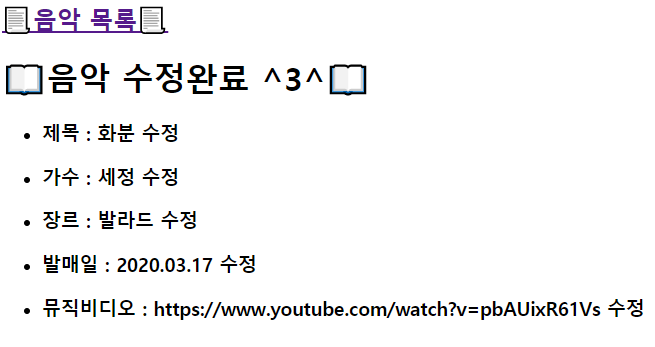 📃음악 목록📃
📖음악 수정완료 ^3^📖
• 제목 : 화분 수정
• 가수 : 세정 수정
• 장르 : 발라드 수정
• 발매일 : 2020.03.17 수정
• 뮤직비디오 : https://www.youtube.com/watch?v=pbAUixR61Vs 수정